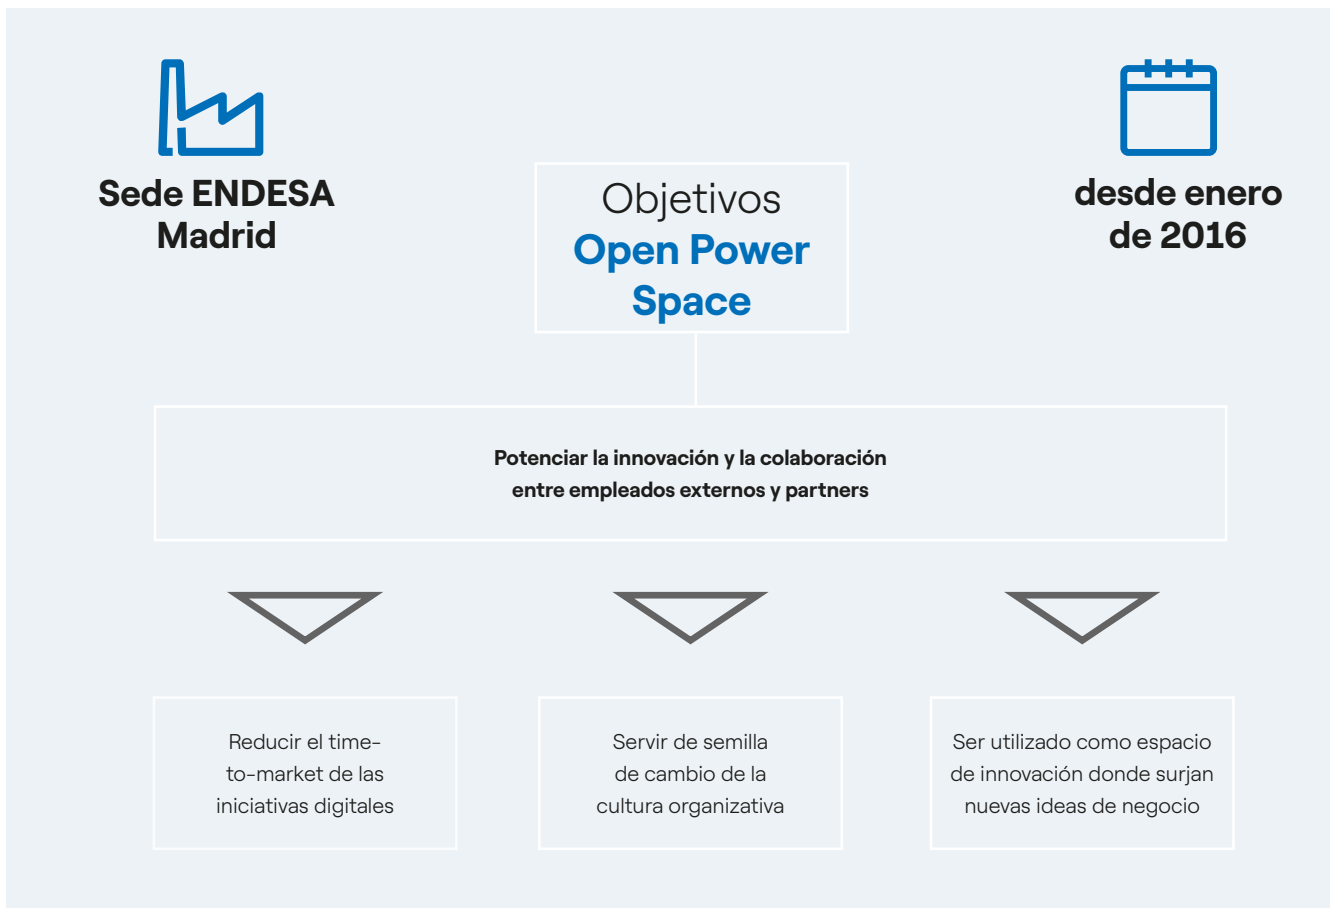 Sede ENDESA
Madrid
Objetivos
Open Power
Space
desde enero
de 2016
Potenciar la innovación y la colaboración
entre empleados externos y partners
Reducir el time-
to-market de las
iniciativas digitales
Servir de semilla
de cambio de la
cultura organizativa
Ser utilizado como espacio
de innovación donde surjan
nuevas ideas de negocio